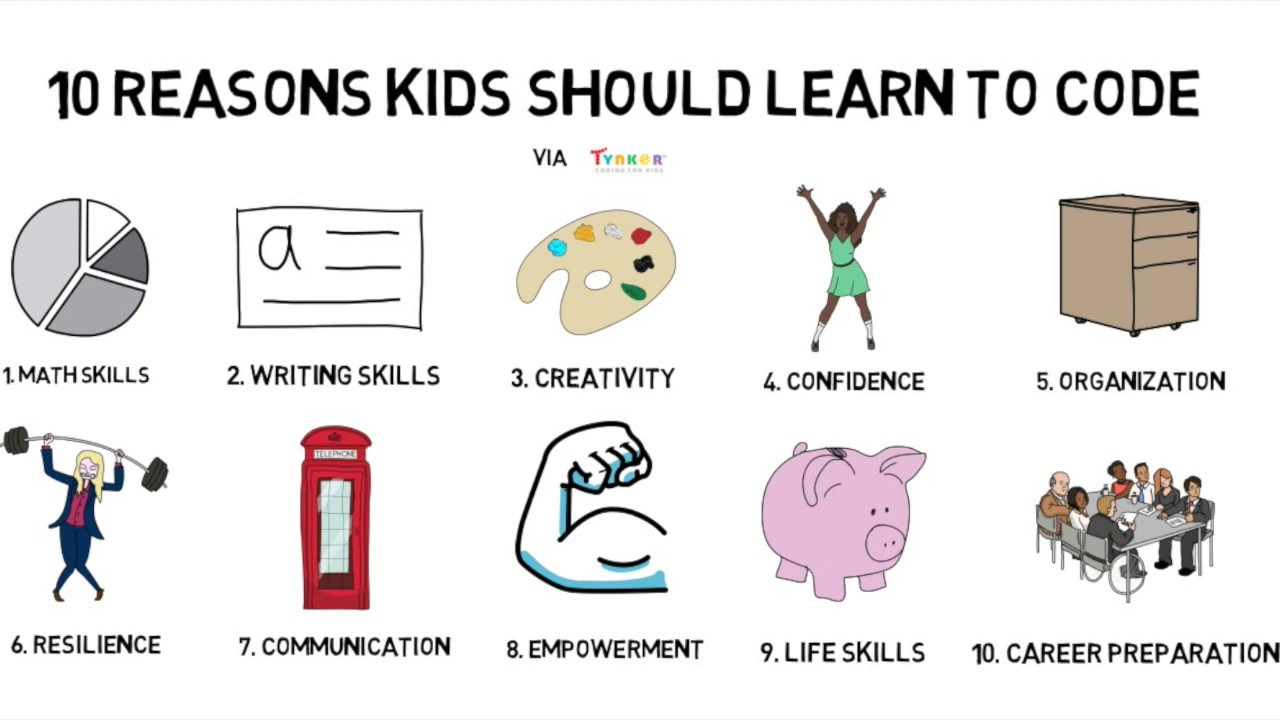 10 REASONS KIDS SHOULD LEARN TO CODE
VIA TYNKER
CODING FOR KIDS
a
1. MATH SKILLS
2. WRITING SKILLS
3. CREATIVITY
4. CONFIDENCE
5. ORGANIZATION
TELEPHONE
6. RESILIENCE
7. COMMUNICATION
8. EMPOWERMENT
9. LIFE SKILLS
10. CAREER PREPARATION